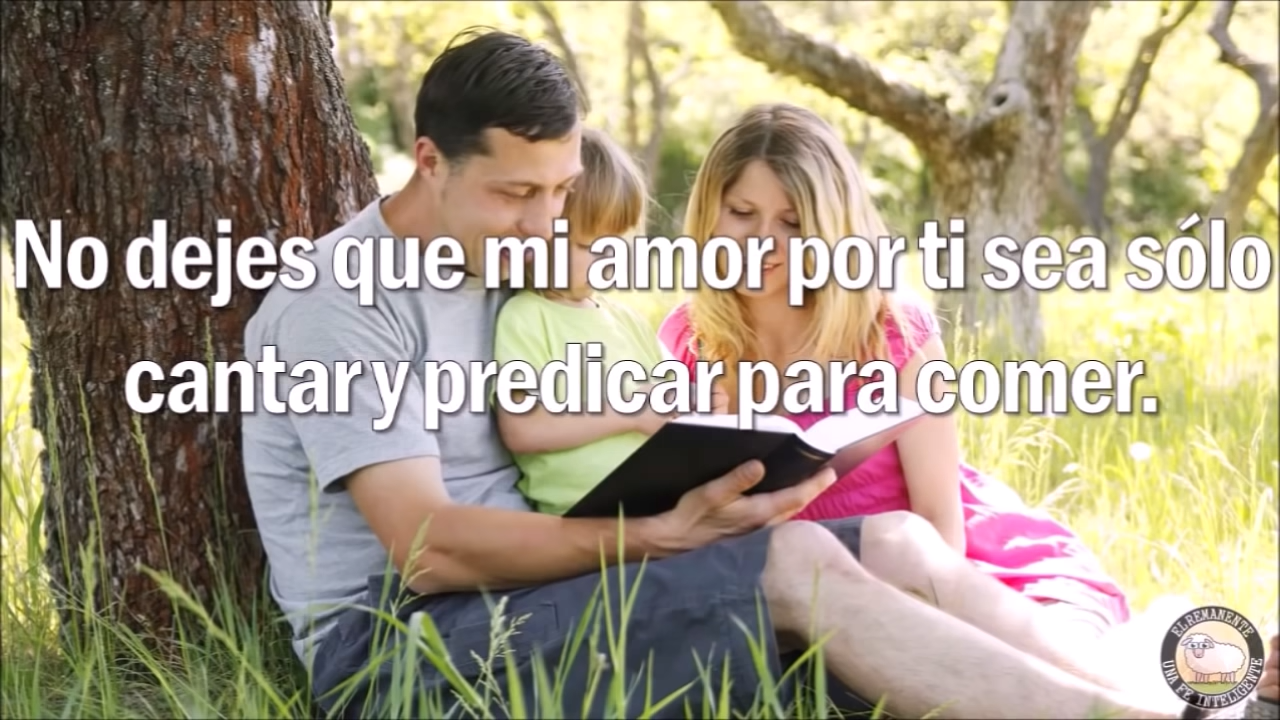 No dejes que mi amor por ti sea sólo
cantar y predicar para comer.
EL REMANENTE
UNA FE INTELIGENTE